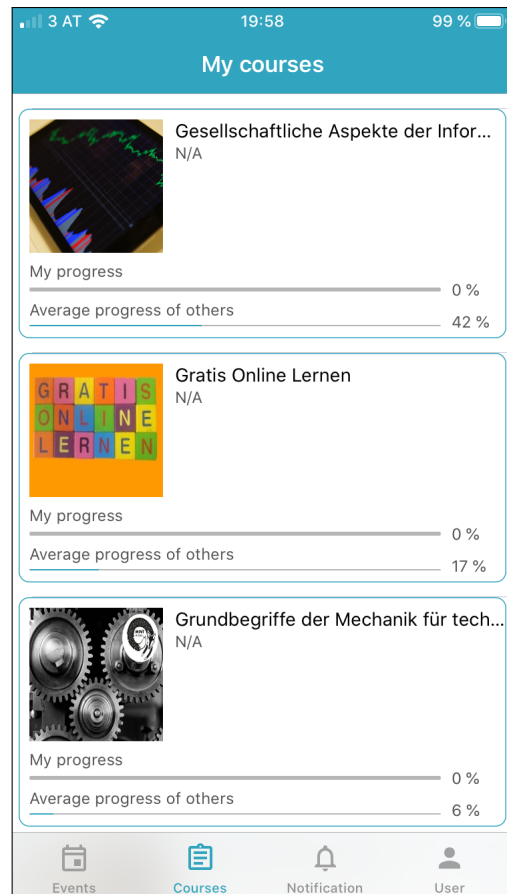 3 AT 19:58 99 %
My courses
Gesellschaftliche Aspekte der Infor...
N/A
My progress
0 %
Average progress of others
42 %
GRATIS
ONLINE
LERNEN
Gratis Online Lernen
N/A
My progress
0 %
Average progress of others
17 %
Grundbegriffe der Mechanik für tech...
N/A
My progress
0 %
Average progress of others
6 %
Events Courses Notification User